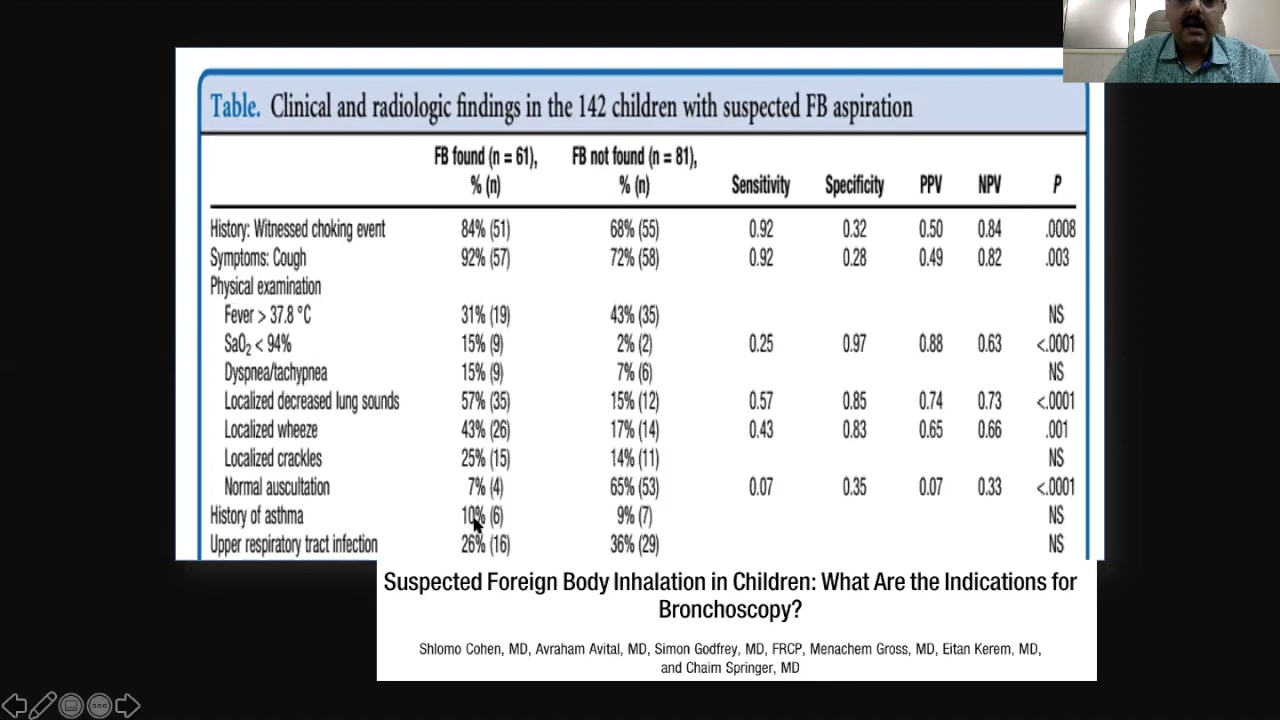 Table. Clinical and radiologic findings in the 142 children with suspected FB aspiration
FB found (n = 61), FB not found (n = 81),
% (n) % (n) Sensitivity Specificity PPV NPV P
History: Witnessed choking event 84% (51) 68% (55) 0.92 0.32 0.50 0.84 .0008
Symptoms: Cough 92% (57) 72% (58) 0.92 0.28 0.49 0.82 .003
Physical examination
Fever > 37.8 °C 31% (19) 43% (35) NS
SaO₂ < 94% 15% (9) 2% (2) 0.25 0.97 0.88 0.63 <.0001
Dyspnea/tachypnea 15% (9) 7% (6) NS
Localized decreased lung sounds 57% (35) 15% (12) 0.57 0.85 0.74 0.73 <.0001
Localized wheeze 43% (26) 17% (14) 0.43 0.83 0.65 0.66 .001
Localized crackles 25% (15) 14% (11) NS
Normal auscultation 7% (4) 65% (53) 0.07 0.35 0.07 0.33 <.0001
History of asthma 10% (6) 9% (7) NS
Upper respiratory tract infection 26% (16) 36% (29) NS
Suspected Foreign Body Inhalation in Children: What Are the Indications for
Bronchoscopy?
Shlomo Cohen, MD, Avraham Avital, MD, Simon Godfrey, MD, FRCP, Menachem Gross, MD, Eitan Kerem, MD,
and Chaim Springer, MD